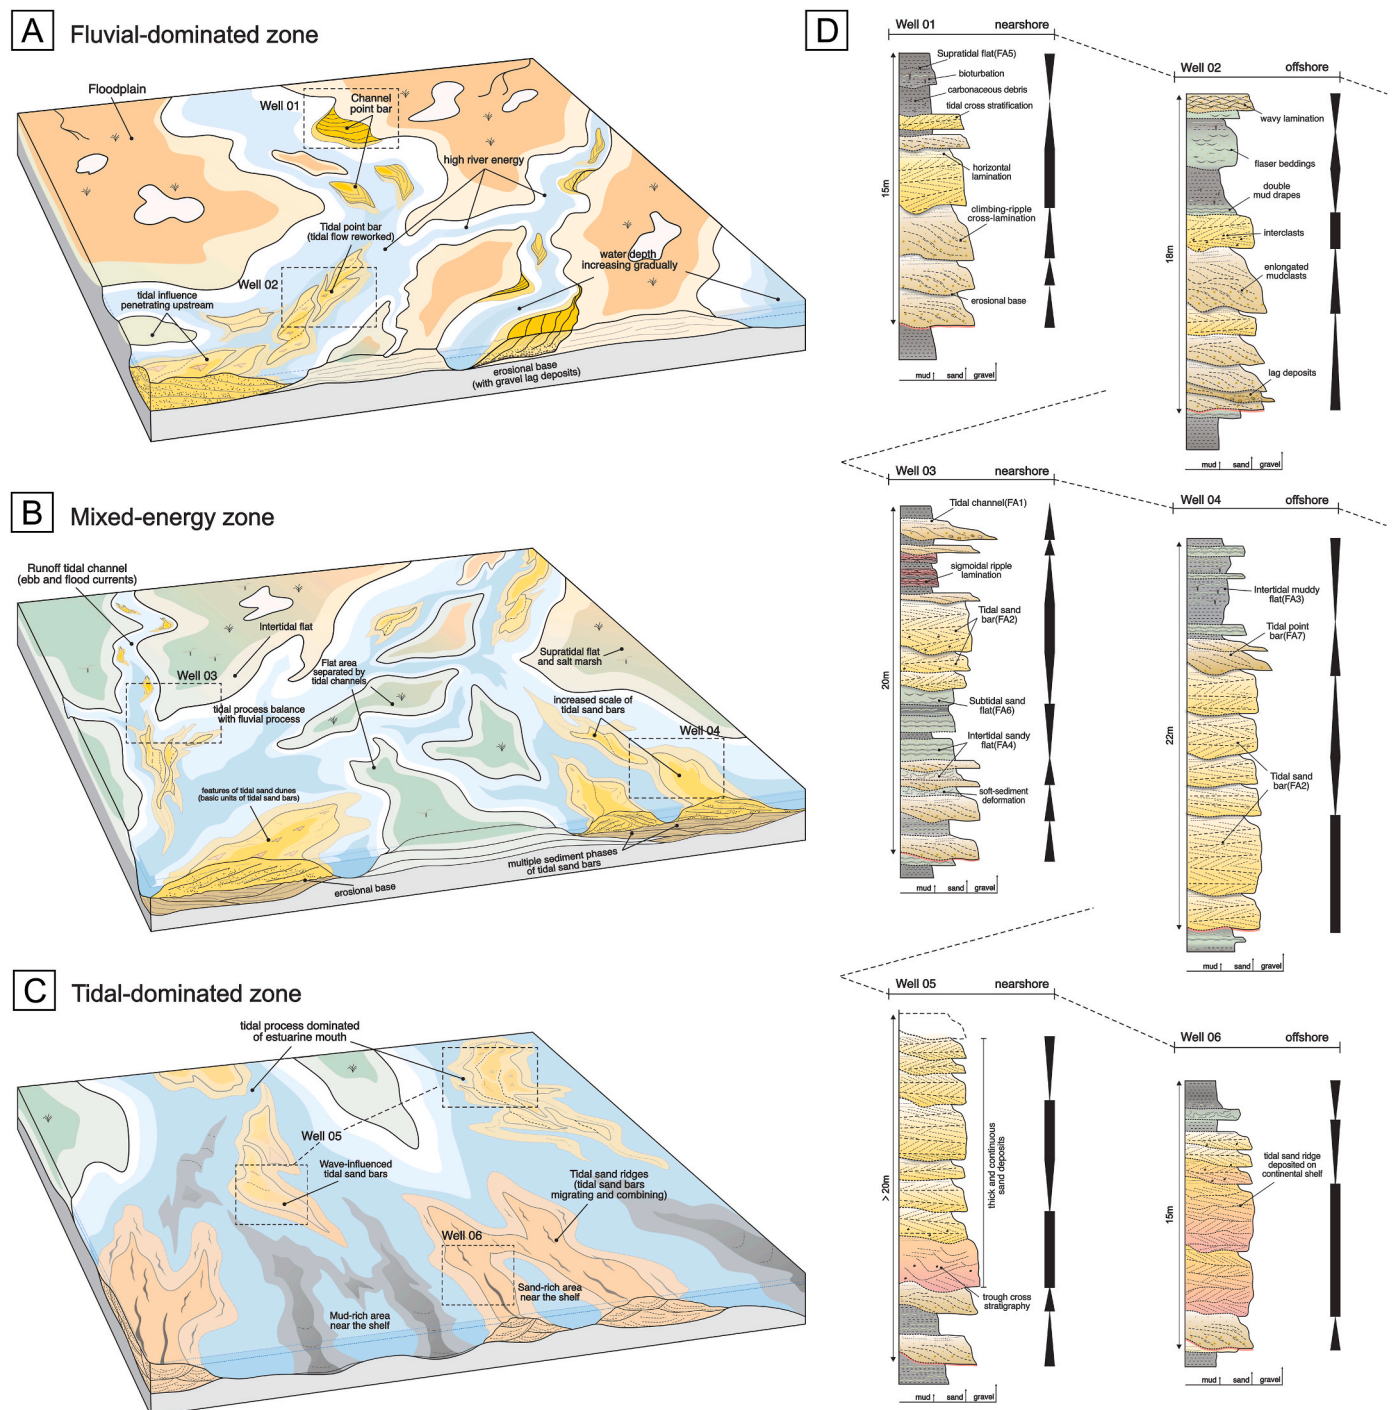 A
Fluvial-dominated zone
Floodplain
Well 01
Channel
point bar
high river energy
Tidal point bar
(tidal flow reworked)
Well 02
tidal influence
penetrating upstream
water depth
increasing gradually
erosional base
(with gravel lag deposits)
B
Mixed-energy zone
Runoff tidal channel
(ebb and flood currents)
Intertidal flat
Well 03
Flat area
separated by
tidal channels
Supratidal flat
and salt marsh
tidal process balance
with fluvial process
increased scale of
tidal sand bars
Well 04
features of tidal sand dunes
(basic units of tidal sand bars)
multiple sediment phases
of tidal sand bars
erosional base
C
Tidal-dominated zone
tidal process dominated
of estuarine mouth
Well 05
Wave-influenced
tidal sand bars
Tidal sand ridges
(tidal sand bars
migrating and combining)
Well 06
Sand-rich area
near the shelf
Mud-rich area
near the shelf
D
Well 01 nearshore
Supratidal flat(FA5)
bioturbation
carbonaceous debris
tidal cross stratification
horizontal
lamination
climbing-ripple
cross-lamination
erosional base
15m
mud sand gravel
Well 02 offshore
wavy lamination
flaser beddings
double
mud drapes
interclasts
enlongated
mudclasts
lag deposits
18m
mud sand gravel
Well 03 nearshore
Tidal channel(FA1)
sigmoidal ripple
lamination
Tidal sand
bar(FA2)
Subtidal sand
flat(FA6)
Intertidal sandy
flat(FA4)
soft-sediment
deformation
20m
mud sand gravel
Well 04 offshore
Intertidal muddy
flat(FA3)
Tidal point
bar(FA7)
Tidal sand
bar(FA2)
22m
mud sand gravel
Well 05 nearshore
thick and continuous
sand deposits
trough cross
stratigraphy
> 20m
mud sand gravel
Well 06 offshore
tidal sand ridge
deposited on
continental shelf
15m
mud sand gravel